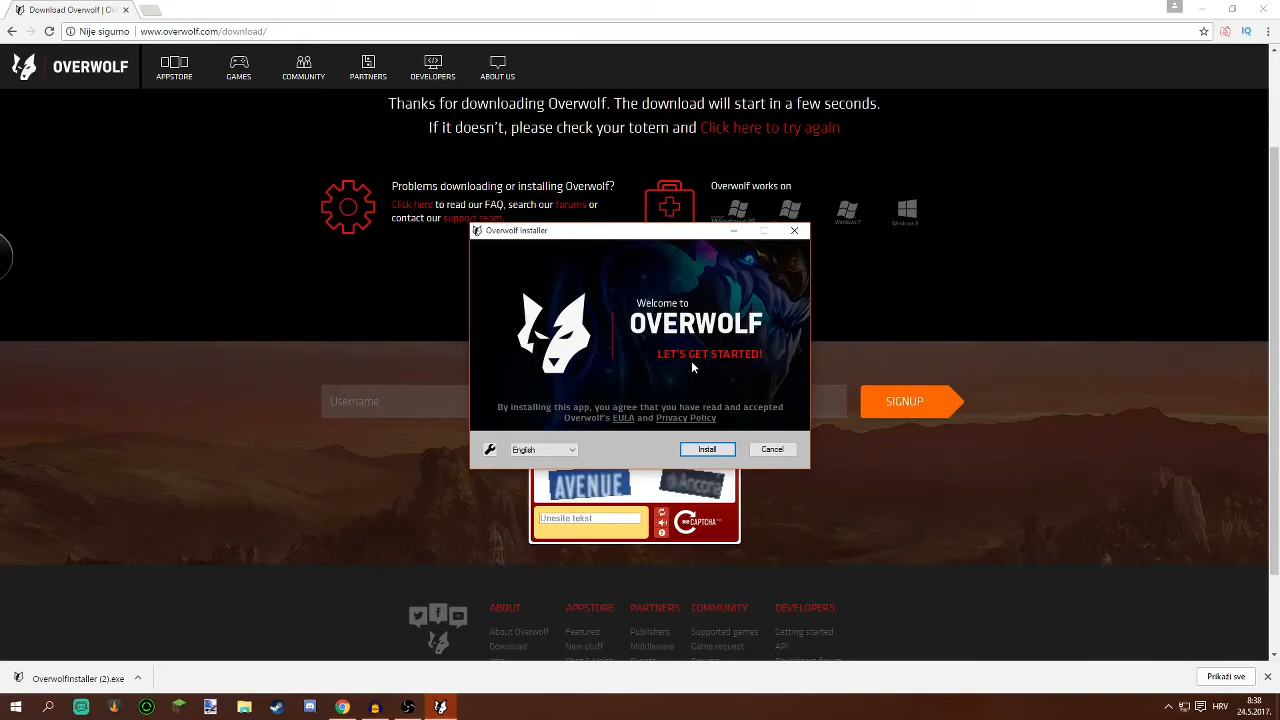 Download Overwolf | Ov
Nije sigurno
www.overwolf.com/download/
OVERWOLF
APPSTORE
GAMES
COMMUNITY
PARTNERS
DEVELOPERS
ABOUT US
Thanks for downloading Overwolf. The download will start in a few seconds.
If it doesn't, please check your totem and Click here to try again
Problems downloading or installing Overwolf?
Click here to read our FAQ, search our forums or
contact our support team.
Overwolf works on
Windows 7
Windows 8
Overwolf Installer
Welcome to
OVERWOLF
LET'S GET STARTED!
By installing this app, you agree that you have read and accepted
Overwolf's EULA and Privacy Policy
English
Install
Cancel
Username
SIGNUP
AVENUE
Ancona
Unesite tekst
reCAPTCHA™
ABOUT
APPSTORE
PARTNERS
COMMUNITY
DEVELOPERS
About Overwolf
Featured
Publishers
Supported games
Getting started
Download
New stuff
Middleware
Game request
API
OverwolfInstaller (2).exe
Prikaži sve
HRV
8:38
24.5.2017.